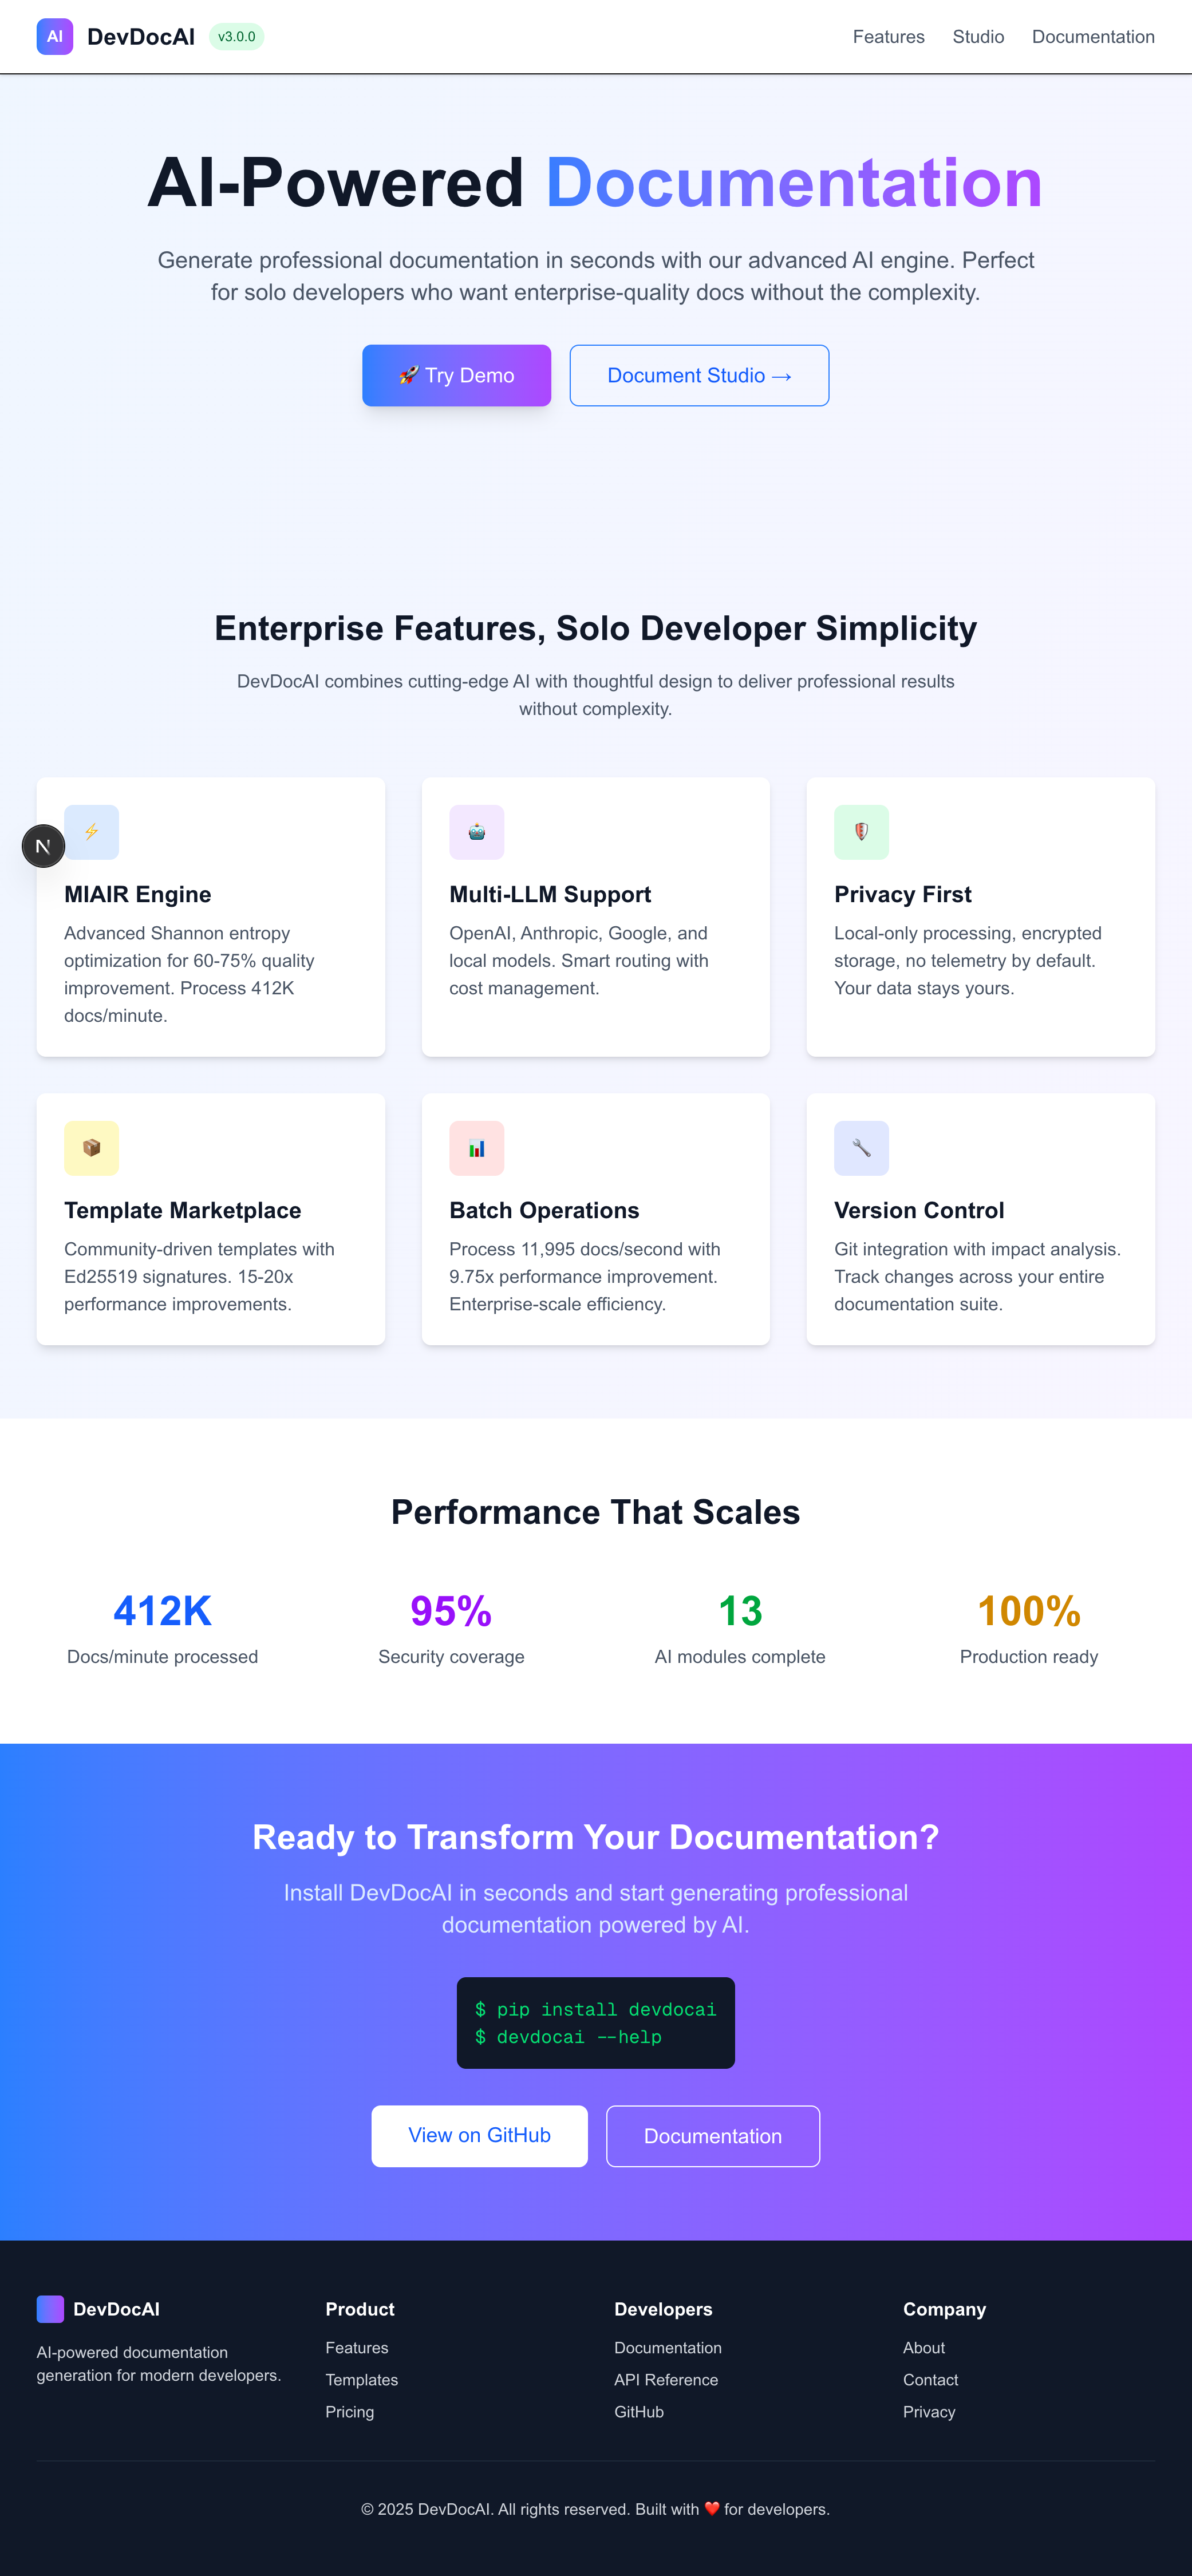 AI DevDocAI v3.0.0 Features Studio Documentation
AI-Powered Documentation
Generate professional documentation in seconds with our advanced AI engine. Perfect
for solo developers who want enterprise-quality docs without the complexity.
🚀 Try Demo Document Studio →
Enterprise Features, Solo Developer Simplicity
DevDocAI combines cutting-edge AI with thoughtful design to deliver professional results
without complexity.
N
MIAIR Engine
Advanced Shannon entropy
optimization for 60-75% quality
improvement. Process 412K
docs/minute.
Multi-LLM Support
OpenAI, Anthropic, Google, and
local models. Smart routing with
cost management.
Privacy First
Local-only processing, encrypted
storage, no telemetry by default.
Your data stays yours.
Template Marketplace
Community-driven templates with
Ed25519 signatures. 15-20x
performance improvements.
Batch Operations
Process 11,995 docs/second with
9.75x performance improvement.
Enterprise-scale efficiency.
Version Control
Git integration with impact analysis.
Track changes across your entire
documentation suite.
Performance That Scales
412K
Docs/minute processed
95%
Security coverage
13
AI modules complete
100%
Production ready
Ready to Transform Your Documentation?
Install DevDocAI in seconds and start generating professional
documentation powered by AI.
$ pip install devdocai
$ devdocai --help
View on GitHub Documentation
DevDocAI
AI-powered documentation
generation for modern developers.
Product
Features
Templates
Pricing
Developers
Documentation
API Reference
GitHub
Company
About
Contact
Privacy
© 2025 DevDocAI. All rights reserved. Built with ❤️ for developers.